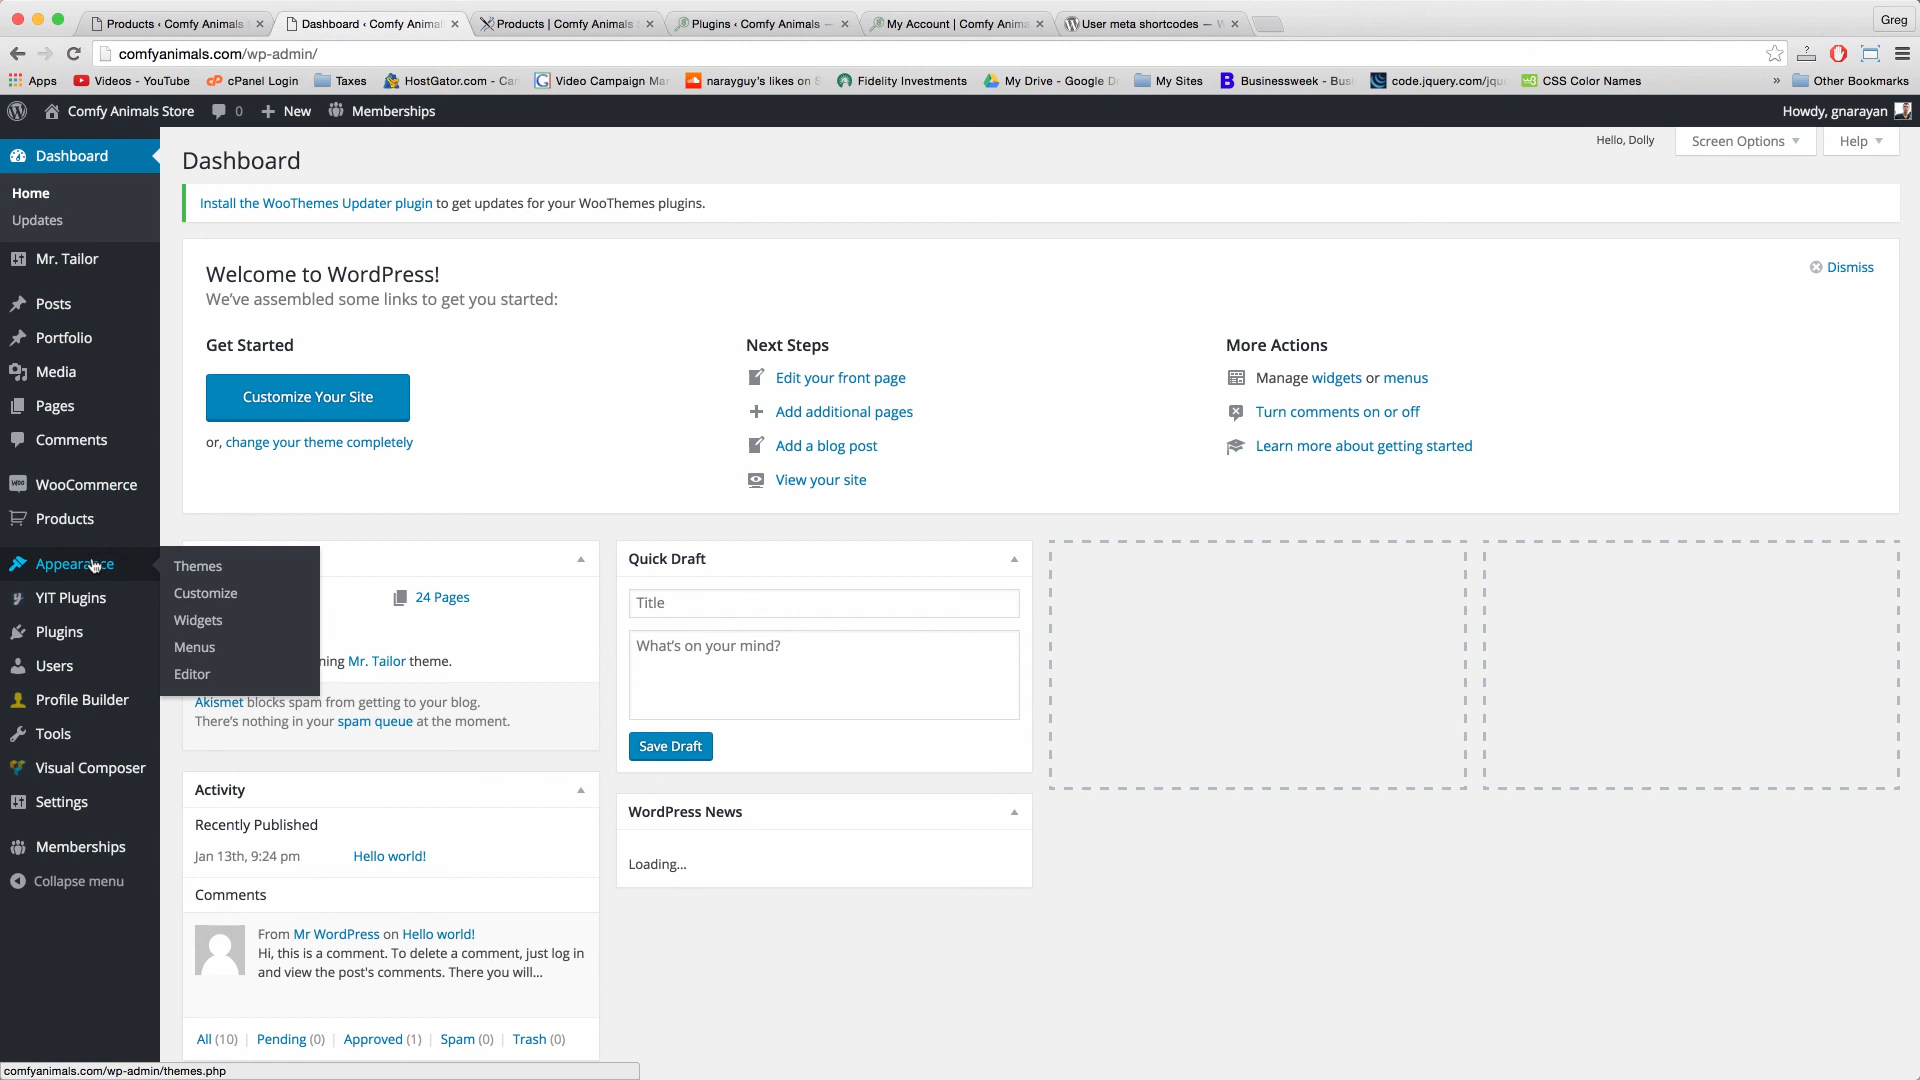 Products ‹ Comfy Animals
Dashboard ‹ Comfy Animal
Products | Comfy Animals
Plugins ‹ Comfy Animals —
My Account | Comfy Anima
User meta shortcodes —
Greg
comfyanimals.com/wp-admin/
Apps
Videos - YouTube
cPanel Login
Taxes
HostGator.com - Can
Video Campaign Man
narayguy's likes on S
Fidelity Investments
My Drive - Google D
My Sites
Businessweek - Busi
code.jquery.com/jqu
CSS Color Names
»
Other Bookmarks
Comfy Animals Store
0
New
Memberships
Howdy, gnarayan
Dashboard
Home
Updates
Mr. Tailor
Posts
Portfolio
Media
Pages
Comments
WooCommerce
Products
Appearance
YIT Plugins
Plugins
Users
Profile Builder
Tools
Visual Composer
Settings
Memberships
Collapse menu
Themes
Customize
Widgets
Menus
Editor
Hello, Dolly
Screen Options
Help
Dashboard
Install the WooThemes Updater plugin to get updates for your WooThemes plugins.
Welcome to WordPress!
We've assembled some links to get you started:
Dismiss
Get Started
Customize Your Site
or, change your theme completely
Next Steps
Edit your front page
Add additional pages
Add a blog post
View your site
More Actions
Manage widgets or menus
Turn comments on or off
Learn more about getting started
24 Pages
ning Mr. Tailor theme.
Akismet blocks spam from getting to your blog.
There's nothing in your spam queue at the moment.
Activity
Recently Published
Jan 13th, 9:24 pm
Hello world!
Comments
From Mr WordPress on Hello world!
Hi, this is a comment. To delete a comment, just log in
and view the post's comments. There you will...
All (10) | Pending (0) | Approved (1) | Spam (0) | Trash (0)
Quick Draft
Title
What's on your mind?
Save Draft
WordPress News
Loading...
comfyanimals.com/wp-admin/themes.php